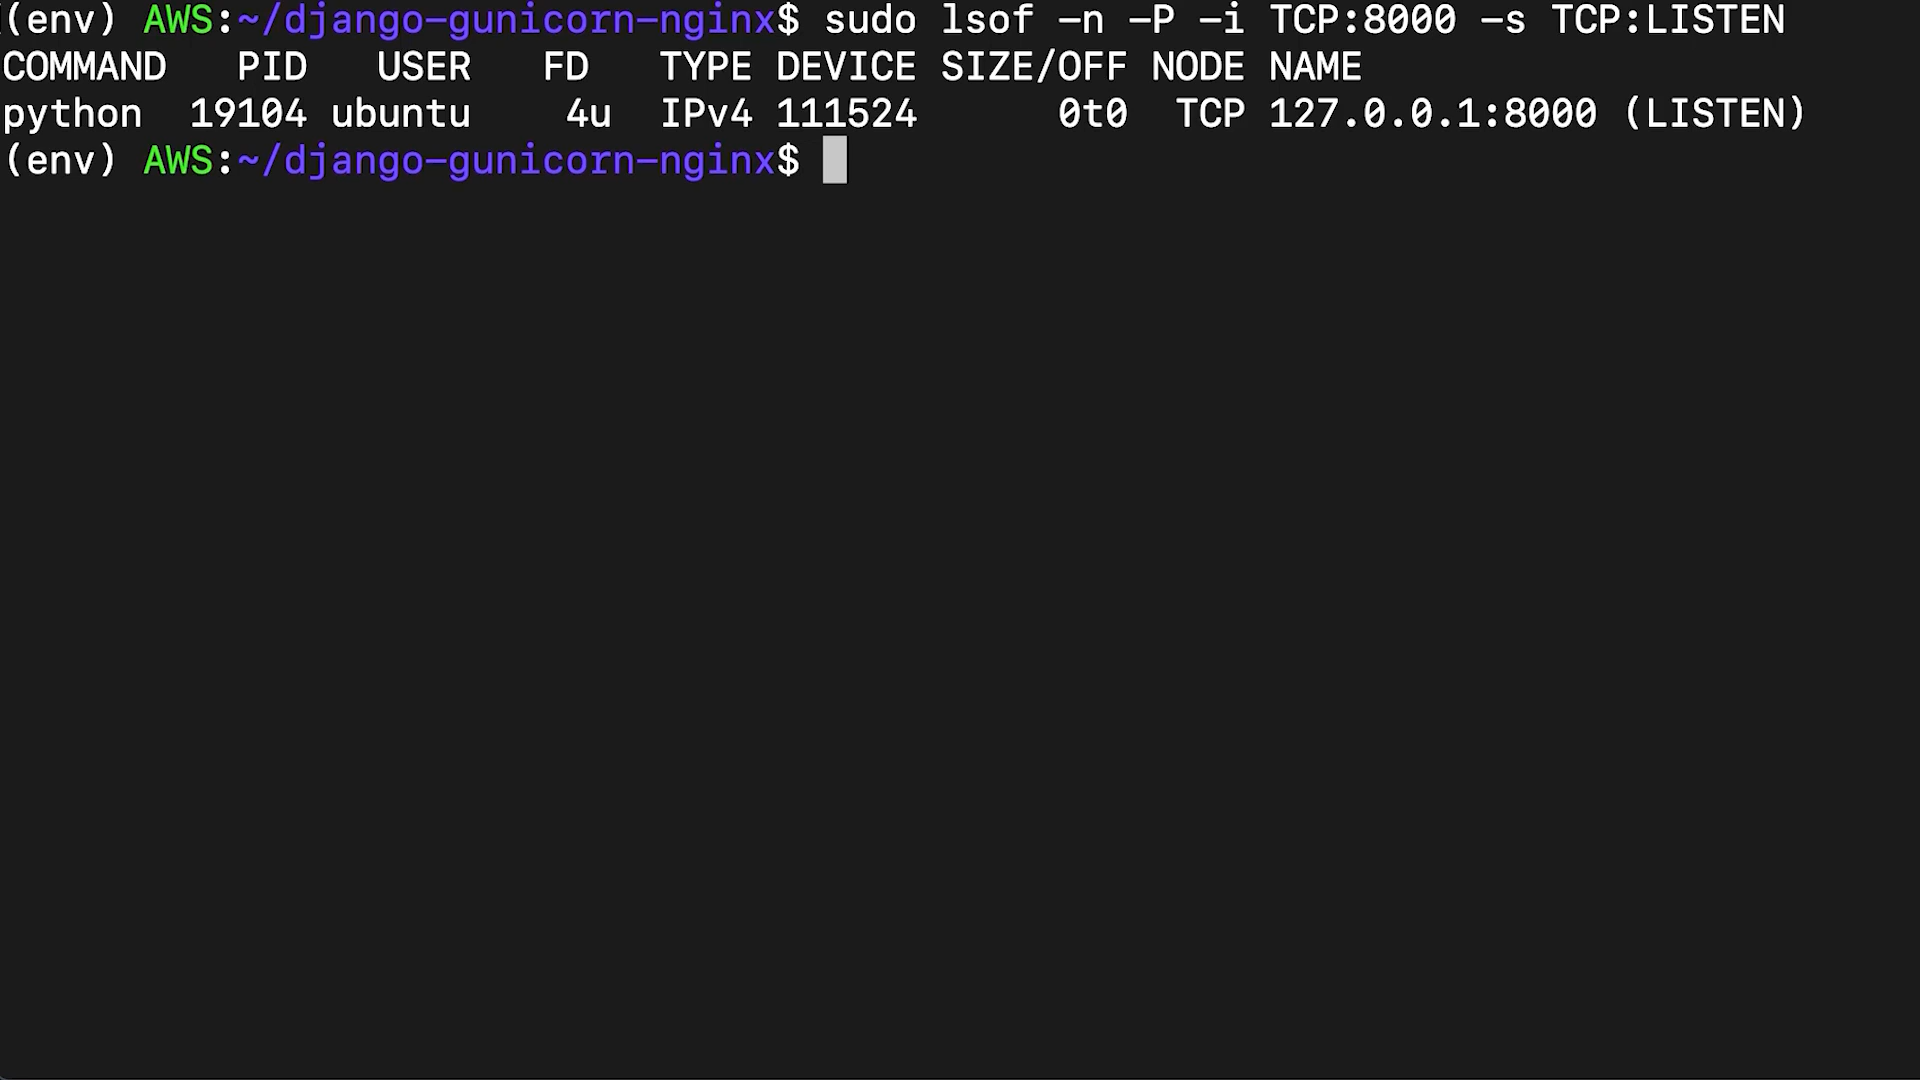 (env) AWS:~/django-gunicorn-nginx$ sudo lsof -n -P -i TCP:8000 -s TCP:LISTEN
COMMAND   PID   USER   FD   TYPE DEVICE SIZE/OFF NODE NAME
python  19104 ubuntu    4u  IPv4 111524      0t0  TCP 127.0.0.1:8000 (LISTEN)
(env) AWS:~/django-gunicorn-nginx$